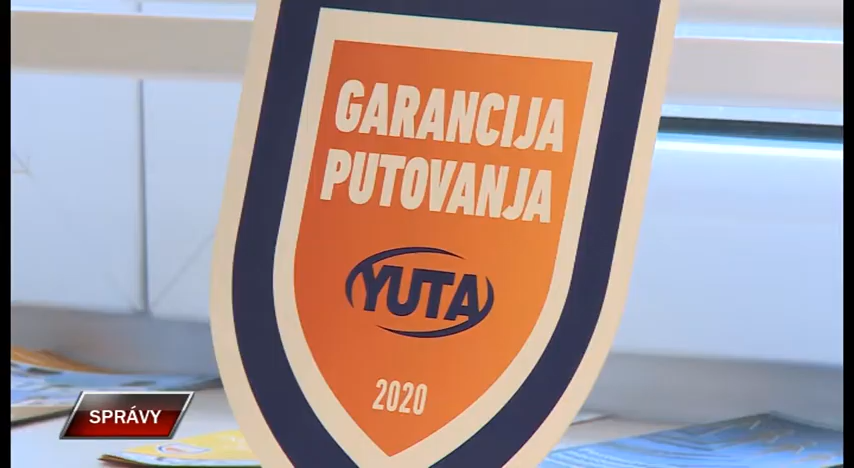 GARANCIJA
PUTOVANJA
YUTA
2020
SPRÁVY